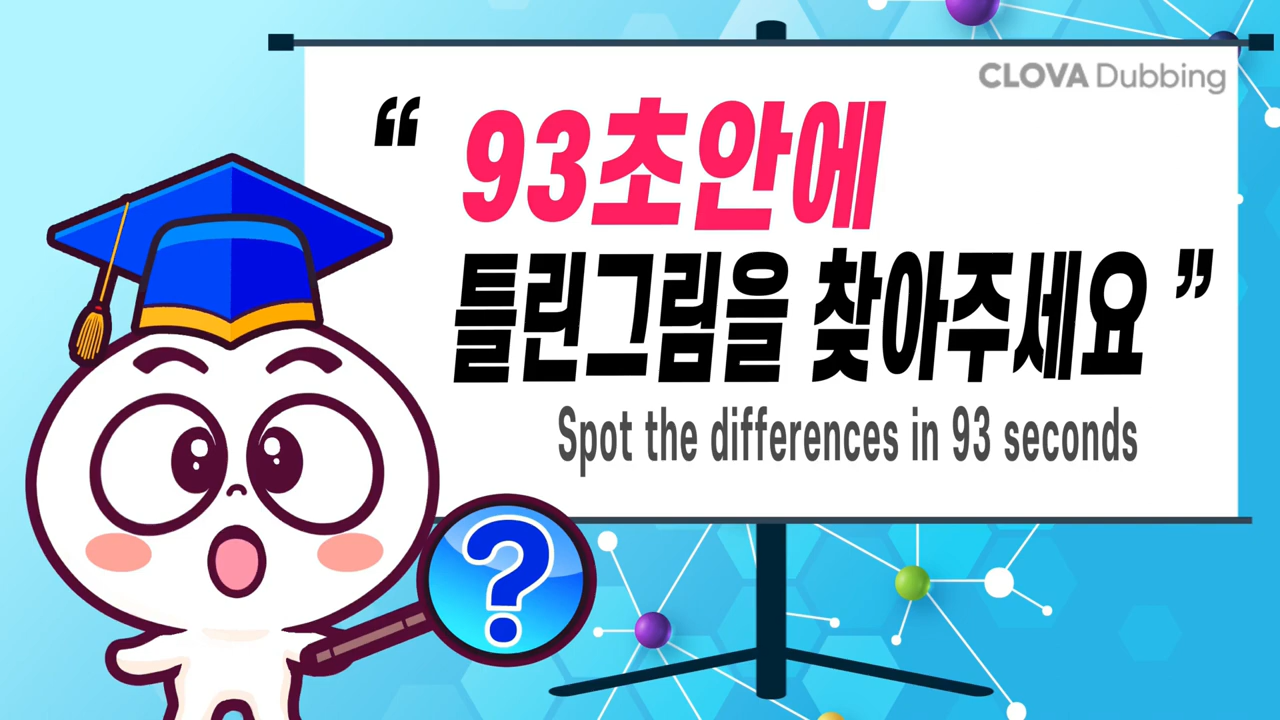 CLOVA Dubbing
“ 93초안에
틀린그림을 찾아주세요 ”
Spot the differences in 93 seconds
?